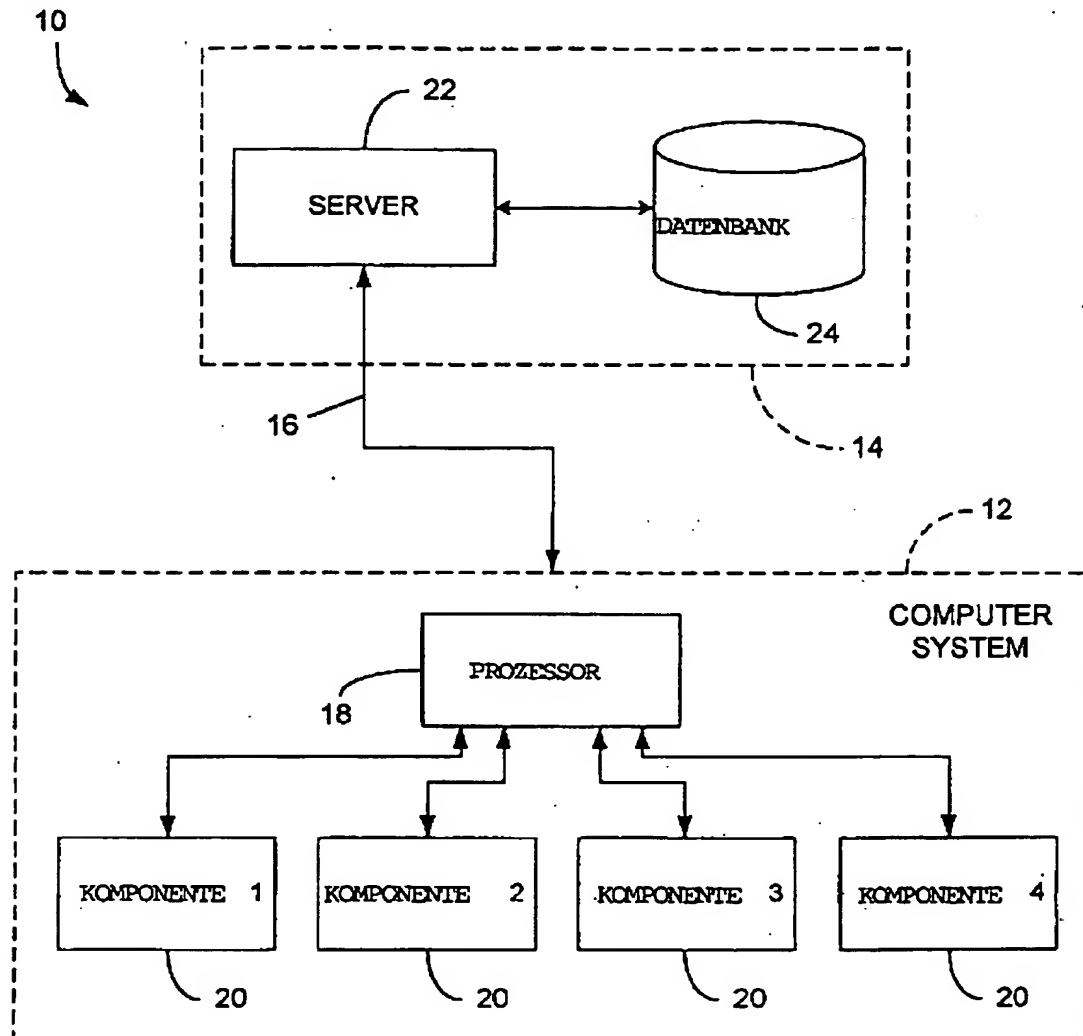 10
22
SERVER
DATENBANK
24
16
14
12
COMPUTER
SYSTEM
PROZESSOR
18
KOMPONENTE 1
KOMPONENTE 2
KOMPONENTE 3
KOMPONENTE 4
20
20
20
20